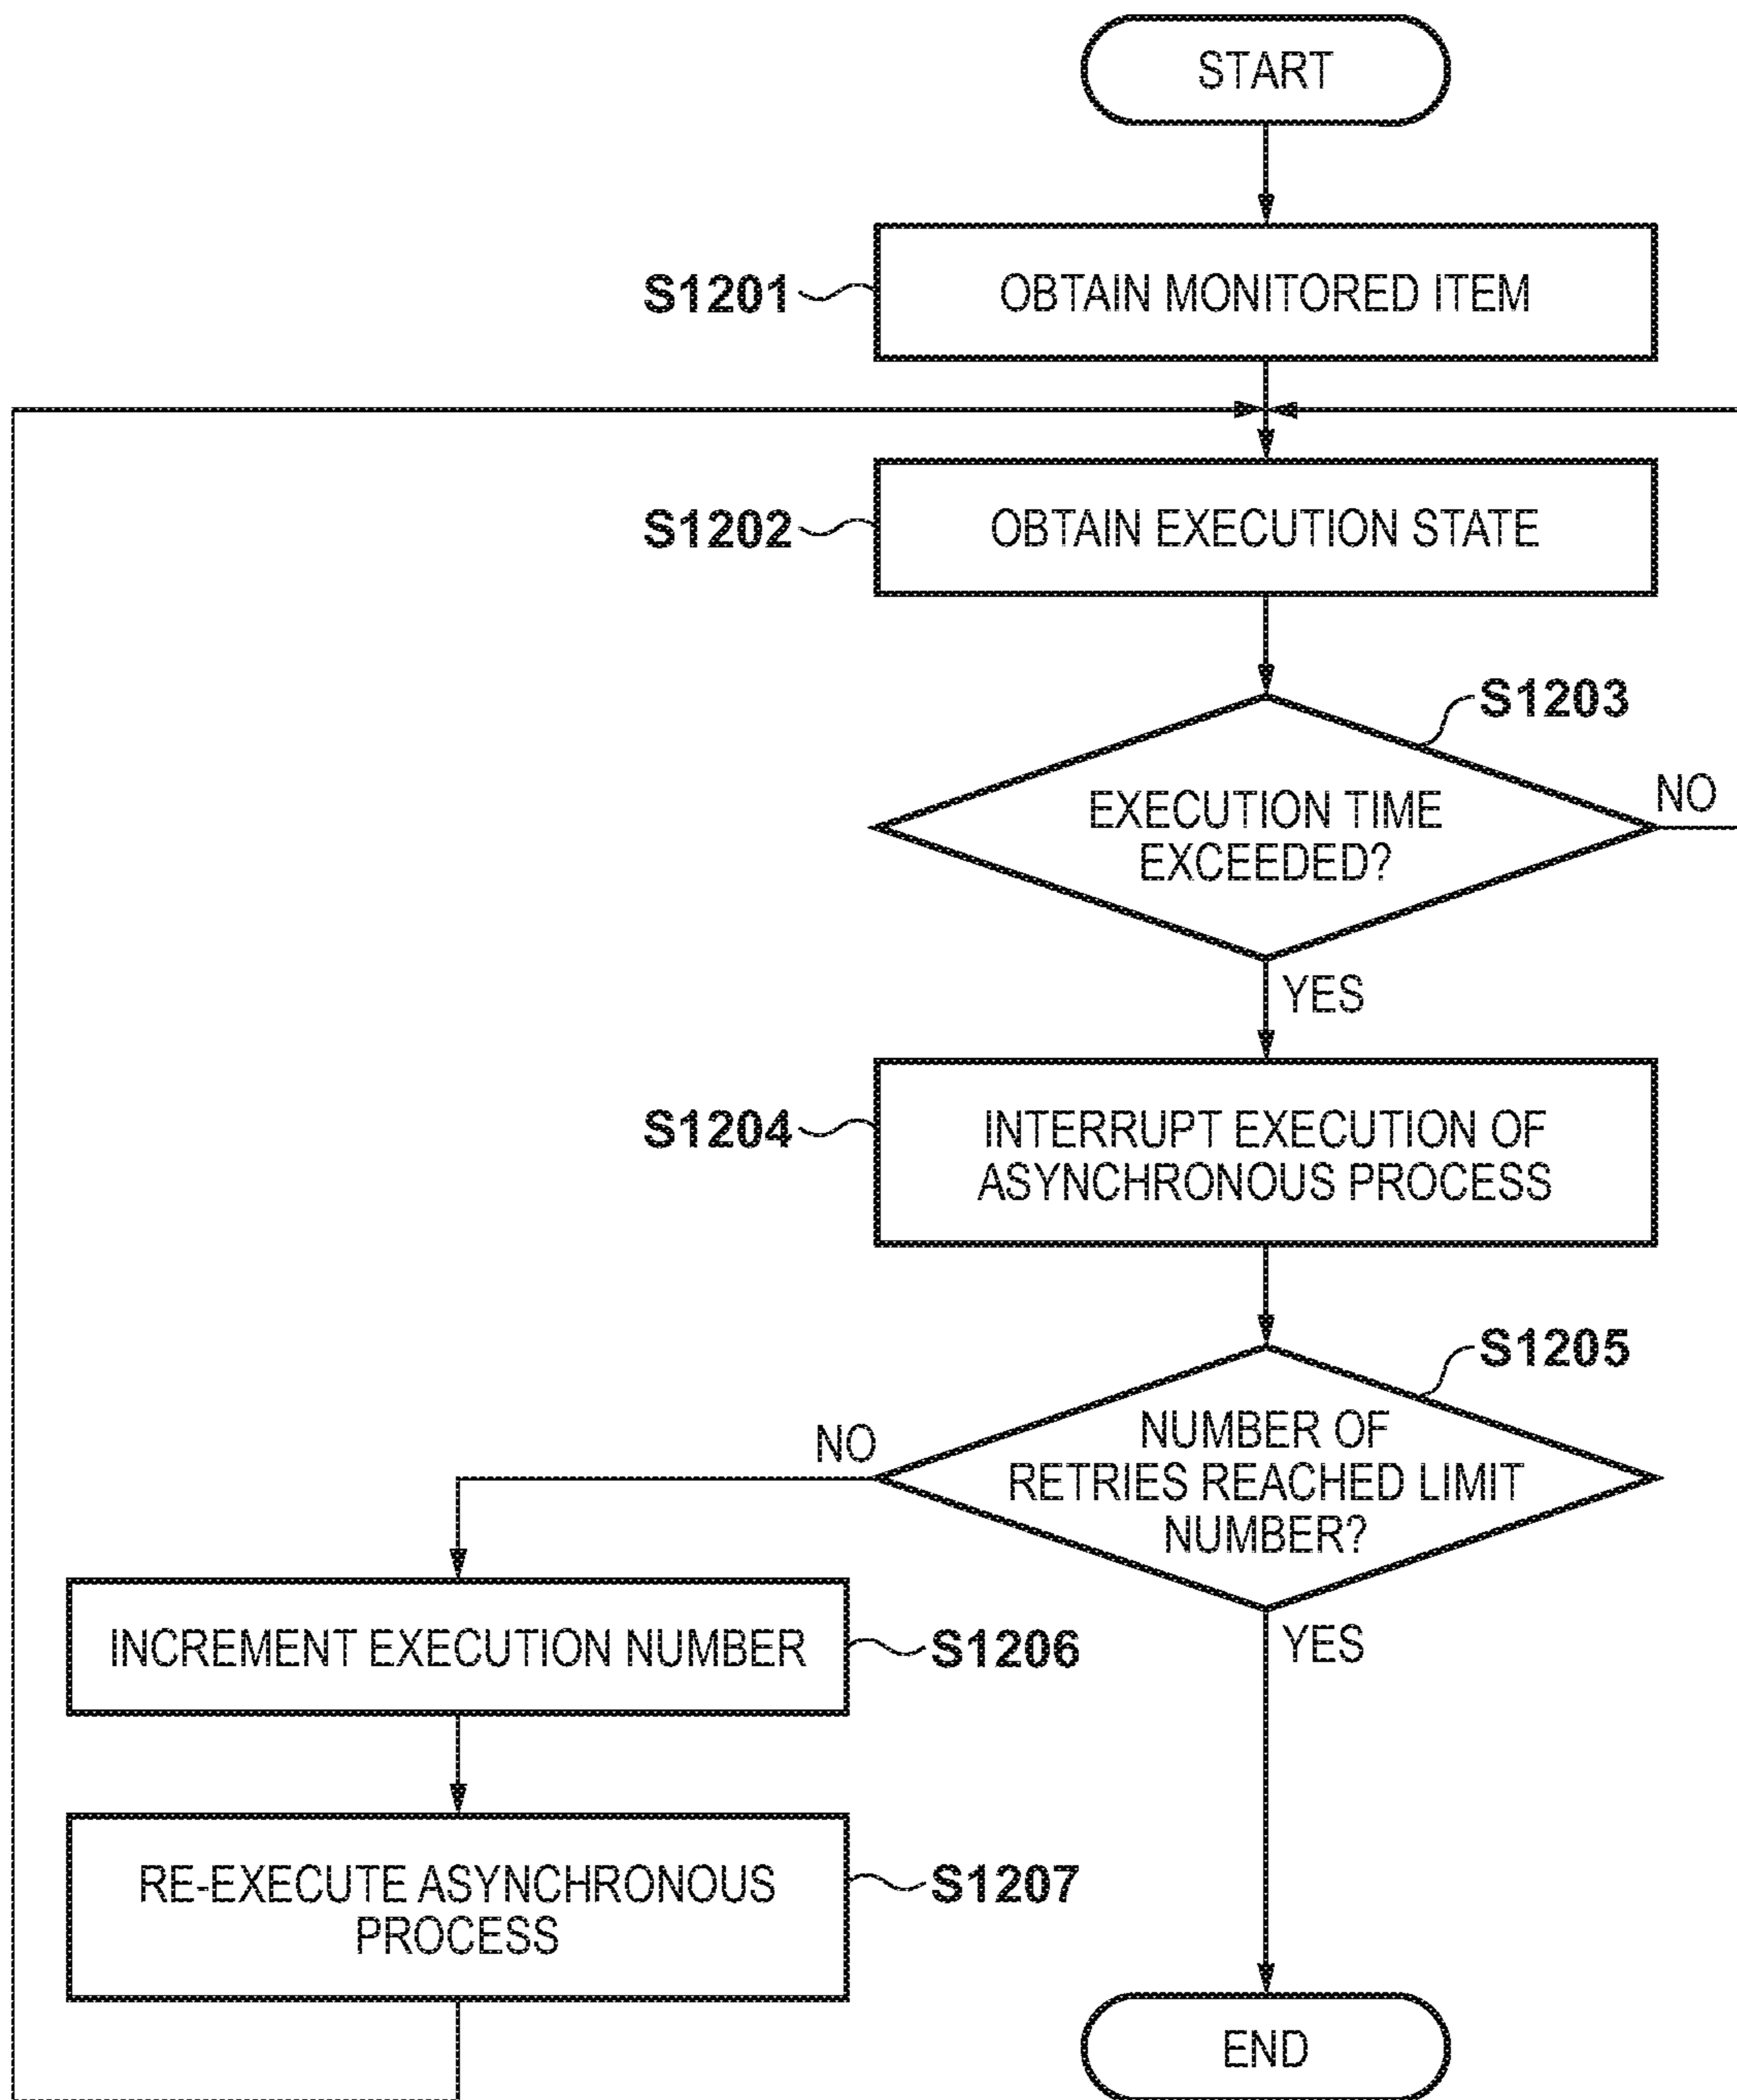 START
S1201
OBTAIN MONITORED ITEM
S1202
OBTAIN EXECUTION STATE
S1203
EXECUTION TIME
EXCEEDED?
NO
YES
S1204
INTERRUPT EXECUTION OF
ASYNCHRONOUS PROCESS
S1205
NUMBER OF
RETRIES REACHED LIMIT
NUMBER?
NO
YES
INCREMENT EXECUTION NUMBER
S1206
RE-EXECUTE ASYNCHRONOUS
PROCESS
S1207
END